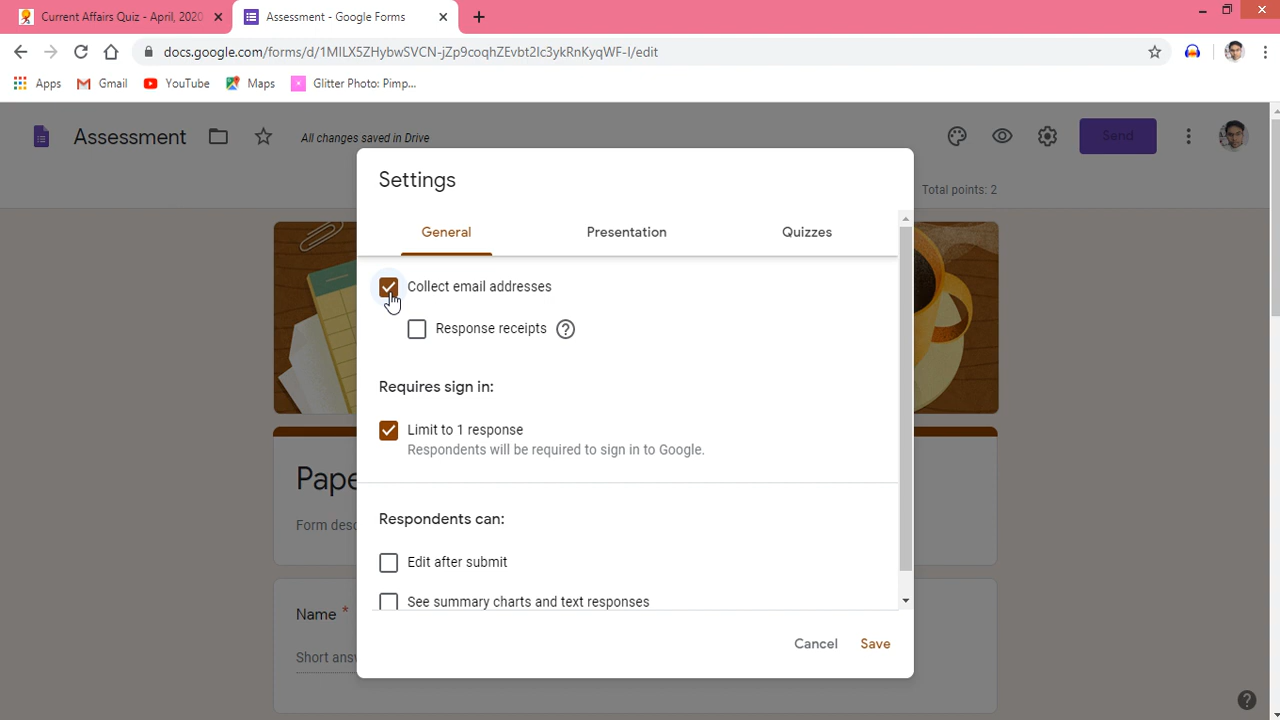 Current Affairs Quiz - April, 2020
Assessment - Google Forms
docs.google.com/forms/d/1MILX5ZHybwSVCN-jZp9coqhZEvbt2Ic3ykRnKyqWF-I/edit
Apps Gmail YouTube Maps Glitter Photo: Pimp...
Assessment All changes saved in Drive Send
Total points: 2
Settings
General Presentation Quizzes
Collect email addresses
Response receipts
Requires sign in:
Limit to 1 response
Respondents will be required to sign in to Google.
Pape
Form desc
Respondents can:
Edit after submit
See summary charts and text responses
Name *
Short answ
Cancel Save